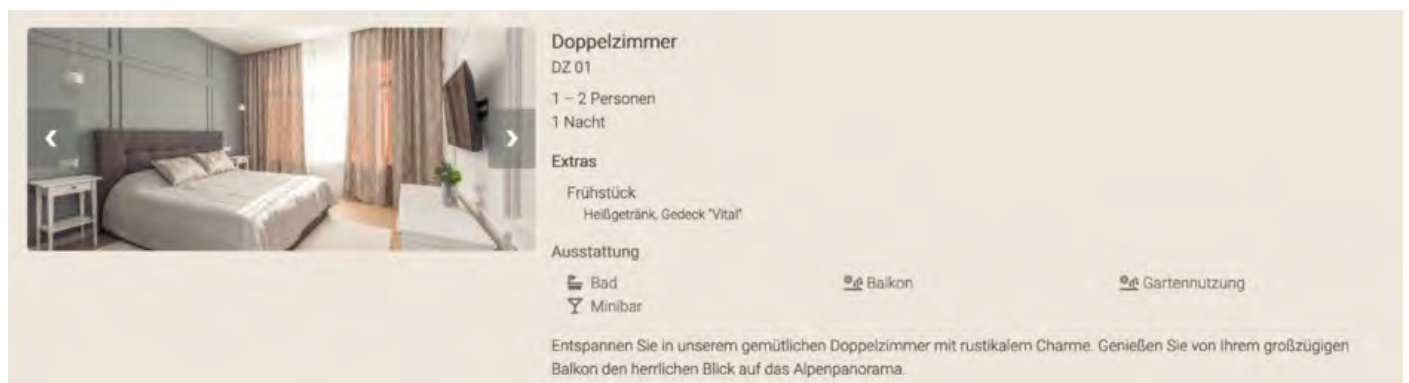 Doppelzimmer
DZ 01
1 – 2 Personen
1 Nacht
Extras
Frühstück
Heißgetränk, Gedeck "Vital"
Ausstattung
Bad
Balkon
Gartennutzung
Minibar
Entspannen Sie in unserem gemütlichen Doppelzimmer mit rustikalem Charme. Genießen Sie von Ihrem großzügigen
Balkon den herrlichen Blick auf das Alpenpanorama.